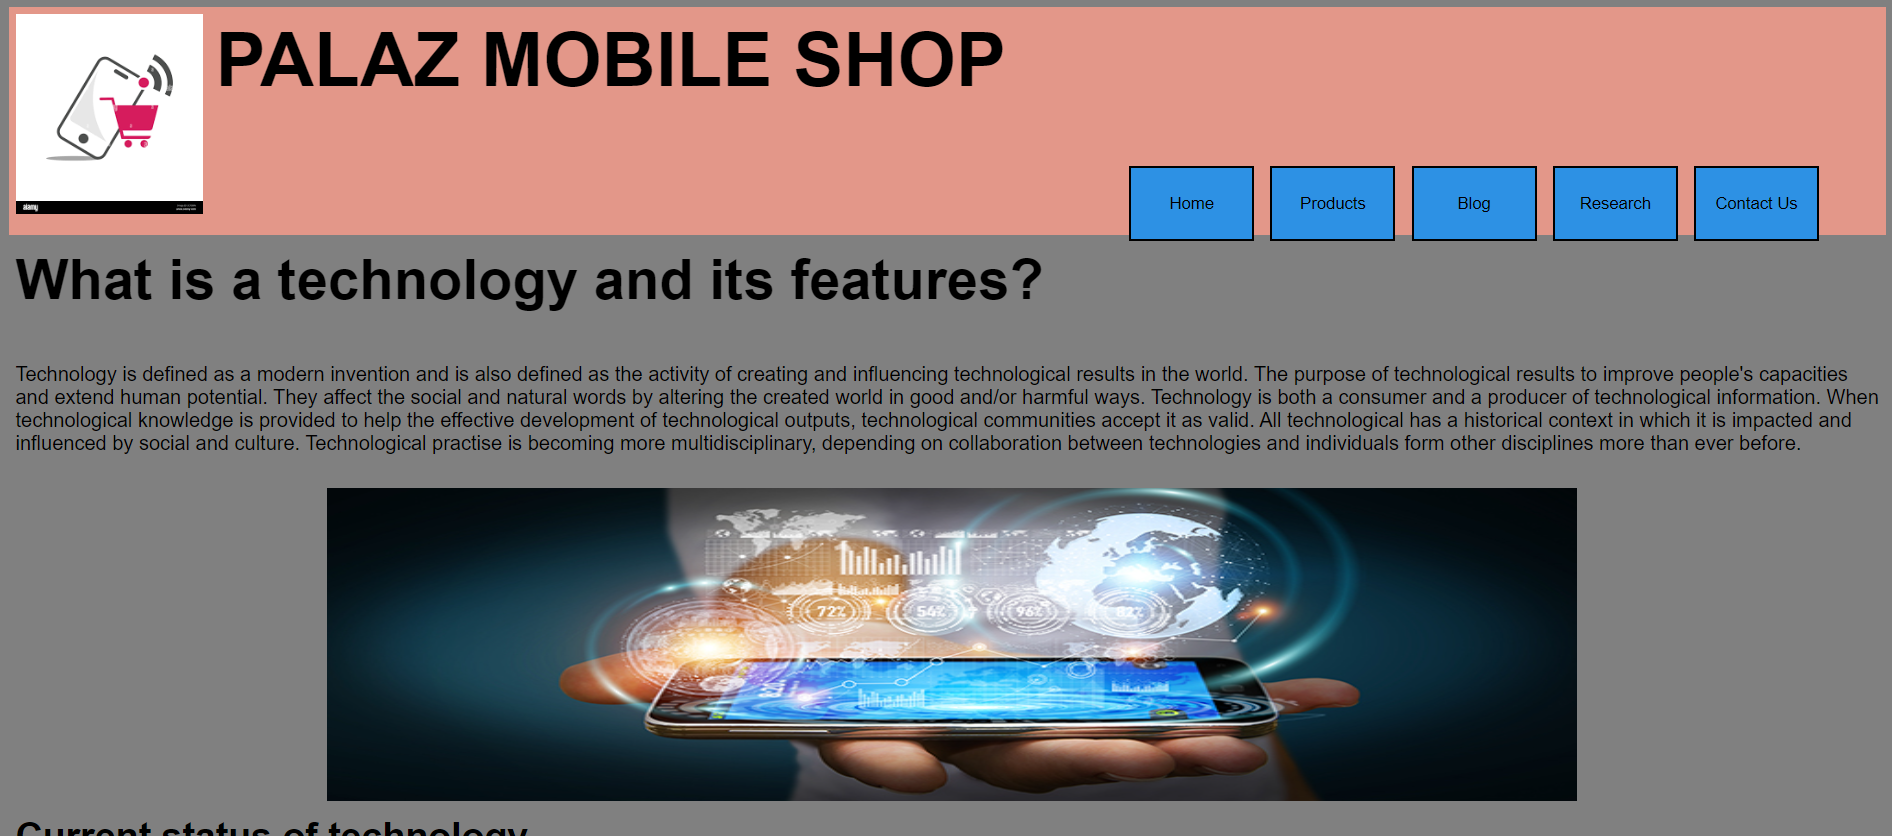 PALAZ MOBILE SHOP
alamy
Home Products Blog Research Contact Us
What is a technology and its features?
Technology is defined as a modern invention and is also defined as the activity of creating and influencing technological results in the world. The purpose of technological results to improve people's capacities
and extend human potential. They affect the social and natural words by altering the created world in good and/or harmful ways. Technology is both a consumer and a producer of technological information. When
technological knowledge is provided to help the effective development of technological outputs, technological communities accept it as valid. All technological has a historical context in which it is impacted and
influenced by social and culture. Technological practise is becoming more multidisciplinary, depending on collaboration between technologies and individuals form other disciplines more than ever before.
72% 54% 96% 82%
Current status of technology